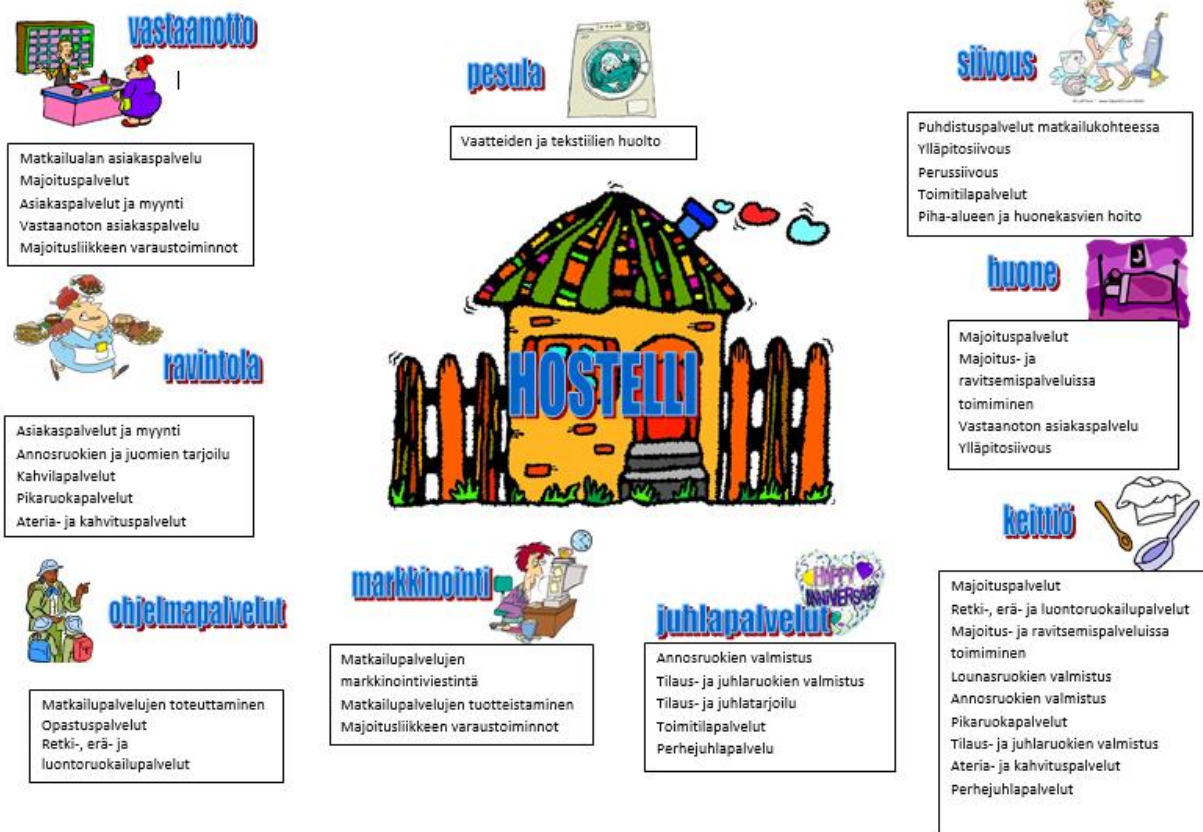 vastaanotto
Matkailualan asiakaspalvelu
Majoituspalvelut
Asiakaspalvelut ja myynti
Vastaanoton asiakaspalvelu
Majoitusliikkeen varaustoiminnot
pesula
Vaatteiden ja tekstiilien huolto
siivous
Puhdistuspalvelut matkailukohteessa
Ylläpitosiivous
Perussiivous
Toimitilapalvelut
Piha-alueen ja huonekasvien hoito
HOSTELLI
huone
Majoituspalvelut
Majoitus- ja
ravitsemispalveluissa
toimiminen
Vastaanoton asiakaspalvelu
Ylläpitosiivous
ravintola
Asiakaspalvelut ja myynti
Annosruokien ja juomien tarjoilu
Kahvilapalvelut
Pikaruokapalvelut
Ateria- ja kahvituspalvelut
keittiö
Majoituspalvelut
Retki-, erä- ja luontoruokailupalvelut
Majoitus- ja ravitsemispalveluissa
toimiminen
Lounasruokien valmistus
Annosruokien valmistus
Pikaruokapalvelut
Tilaus- ja juhlaruokien valmistus
Ateria- ja kahvituspalvelut
Perhejuhlapalvelut
ohjelmapalvelut
Matkailupalvelujen toteuttaminen
Opastuspalvelut
Retki-, erä- ja
luontoruokailupalvelut
markkinointi
Matkailupalvelujen
markkinointiviestintä
Matkailupalvelujen tuotteistaminen
Majoitusliikkeen varaustoiminnot
HAPPY
ANNIVERSARY
juhlapalvelut
Annosruokien valmistus
Tilaus- ja juhlaruokien valmistus
Tilaus- ja juhlatarjoilu
Toimitilapalvelut
Perhejuhlapalvelu